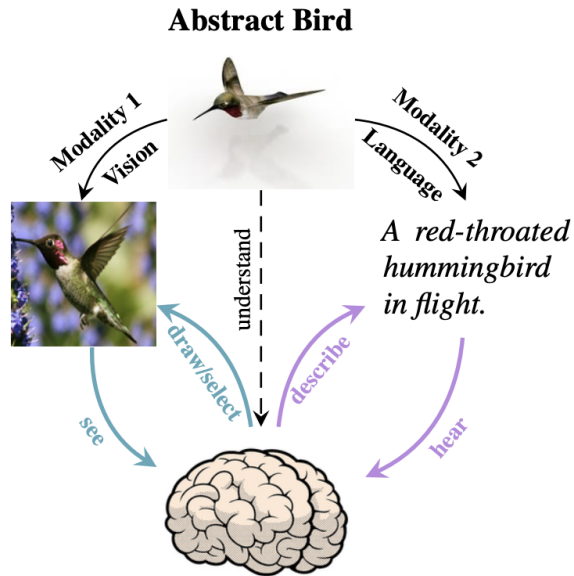 Abstract Bird
Modality 1
Vision
Modality 2
Language
A red-throated
hummingbird
in flight.
understand
draw/select
describe
see
hear